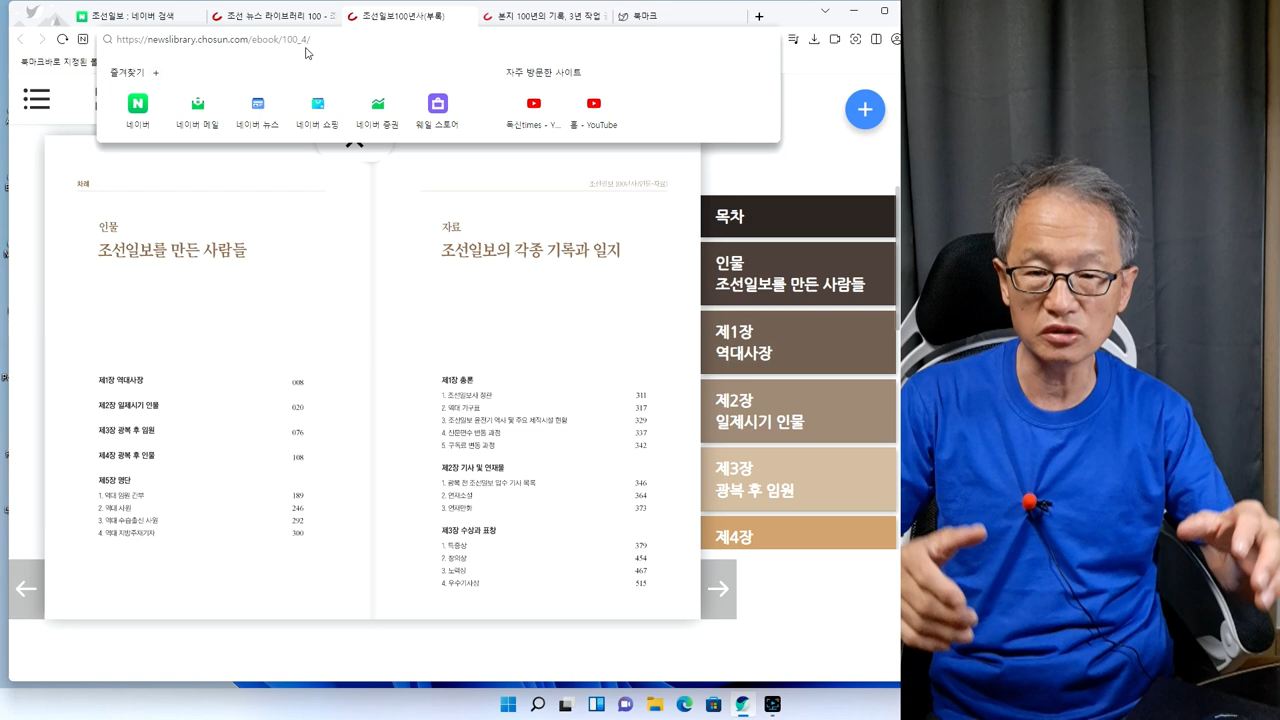 조선일보 : 네이버 검색
조선 뉴스 라이브러리 100 - 조
조선일보100년사(부록)
본지 100년의 기록, 3년 작업
북마크
https://newslibrary.chosun.com/ebook/100_4/
즐겨찾기 +
자주 방문한 사이트
네이버
네이버 메일
네이버 뉴스
네이버 쇼핑
네이버 증권
웨일 스토어
홈 - YouTube
차례
인물
조선일보를 만든 사람들
제1장 역대사장 008
제2장 일제시기 인물 020
제3장 광복 후 임원 076
제4장 광복 후 인물 108
제5장 명단
1. 역대 임원 간부 189
2. 역대 사원 246
3. 역대 수습출신 사원 292
4. 역대 지방주재기자 300
자료
조선일보의 각종 기록과 일지
제1장 총론
1. 조선일보사 정관 311
2. 역대 기구표 317
3. 조선일보 윤전기 역사 및 주요 제작시설 현황 329
4. 신문면수 변동 과정 337
5. 구독료 변동 과정 342
제2장 기사 및 연재물
1. 광복 전 조선일보 압수 기사 목록 346
2. 연재소설 364
3. 연재만화 373
제3장 수상과 표창
1. 특종상 379
2. 창의상 454
3. 노력상 467
4. 우수기사상 515
목차
인물
조선일보를 만든 사람들
제1장
역대사장
제2장
일제시기 인물
제3장
광복 후 임원
제4장